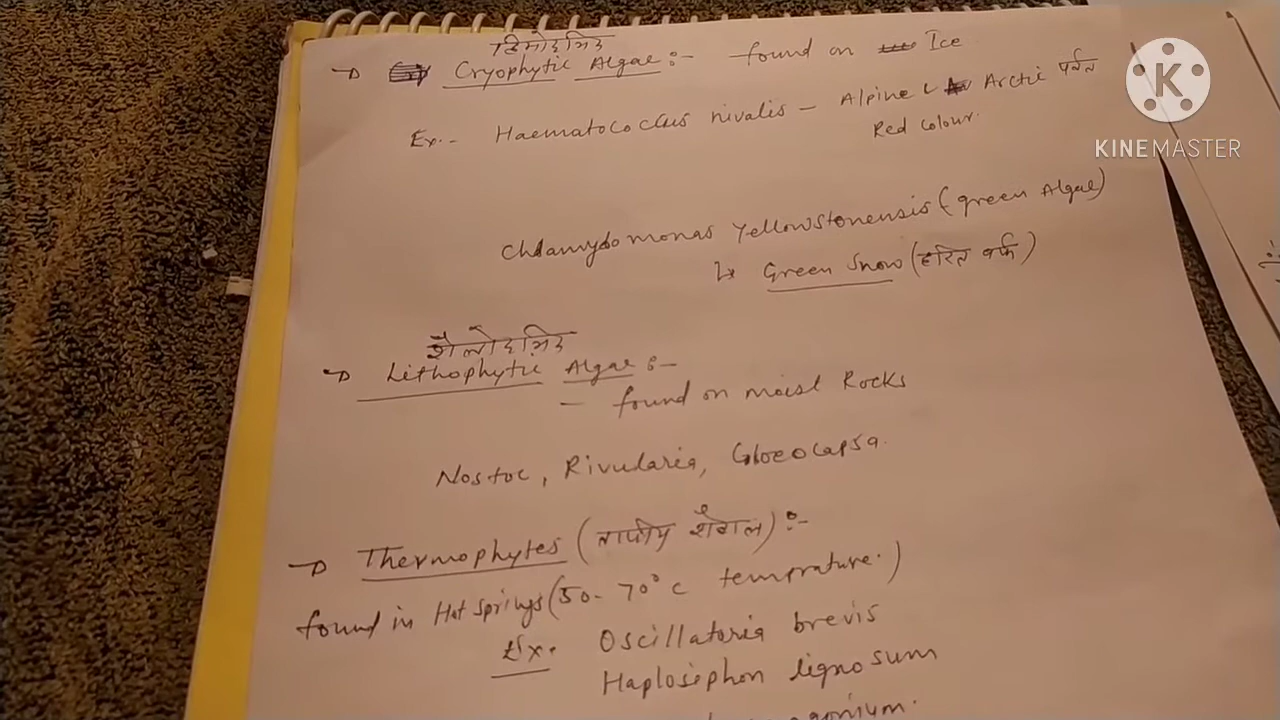 हिमोद्भिद
→ Cryophytic Algae :- found on Ice
Ex.- Haematococlus nivalis - Alpine & Arctic पर्वत
Red Colour.
Chlamydomonas Yellowstonensis (green Algae)
↳ Green Snow (हरित बर्फ)
शैलोद्भिद
→ Lithophytic Algae :-
- found on moist Rocks
Nostoc, Rivularia, Gloeocapsa.
→ Thermophytes (तापीय शैवाल) :-
found in Hot Springs (50- 70°C temprature.)
Ex. Oscillatoria brevis
Haplosiphon lignosum
K
KINEMASTER